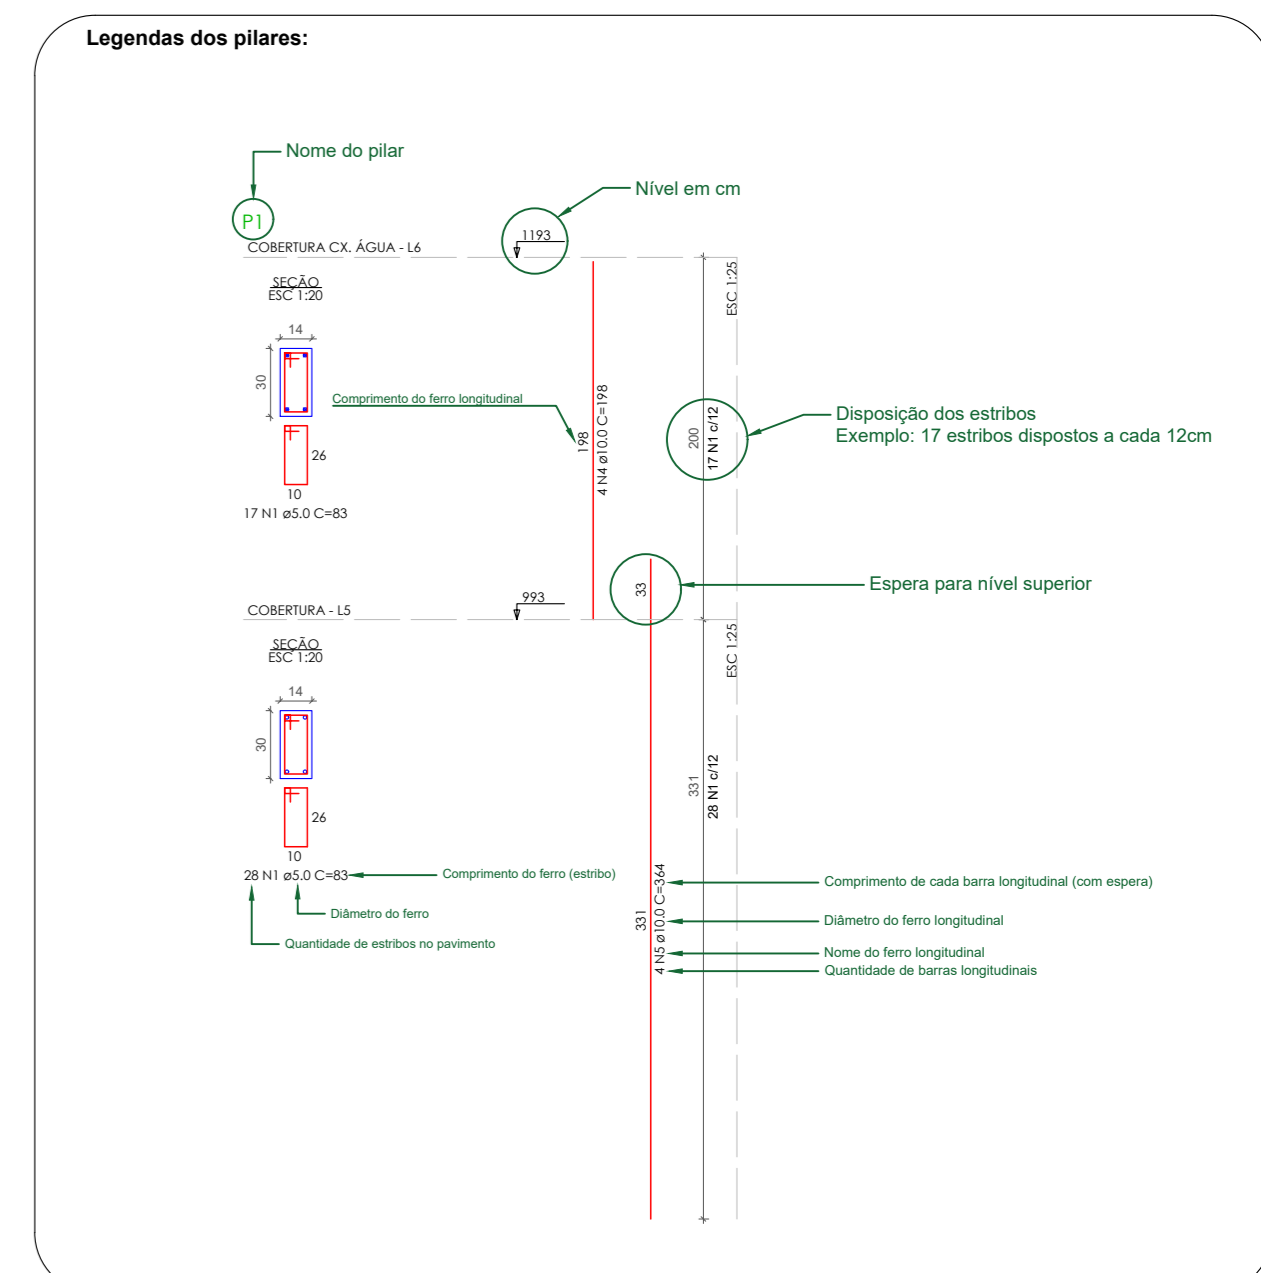 Legendas dos pilares:
Nome do pilar
Nível em cm
P1
1193
COBERTURA CX. ÁGUA - L6
SEÇÃO
ESC 1:20
ESC 1:25
14
30
Comprimento do ferro longitudinal
198
4 N4 ø10.0 C=198
200
17 N1 c/12
Disposição dos estribos
Exemplo: 17 estribos dispostos a cada 12cm
26
10
17 N1 ø5.0 C=83
33
Espera para nível superior
993
COBERTURA - L5
SEÇÃO
ESC 1:20
ESC 1:25
14
30
331
28 N1 c/12
26
10
28 N1 ø5.0 C=83
Comprimento do ferro (estribo)
Diâmetro do ferro
Quantidade de estribos no pavimento
331
4 N5 ø10.0 C=364
Comprimento de cada barra longitudinal (com espera)
Diâmetro do ferro longitudinal
Nome do ferro longitudinal
Quantidade de barras longitudinais